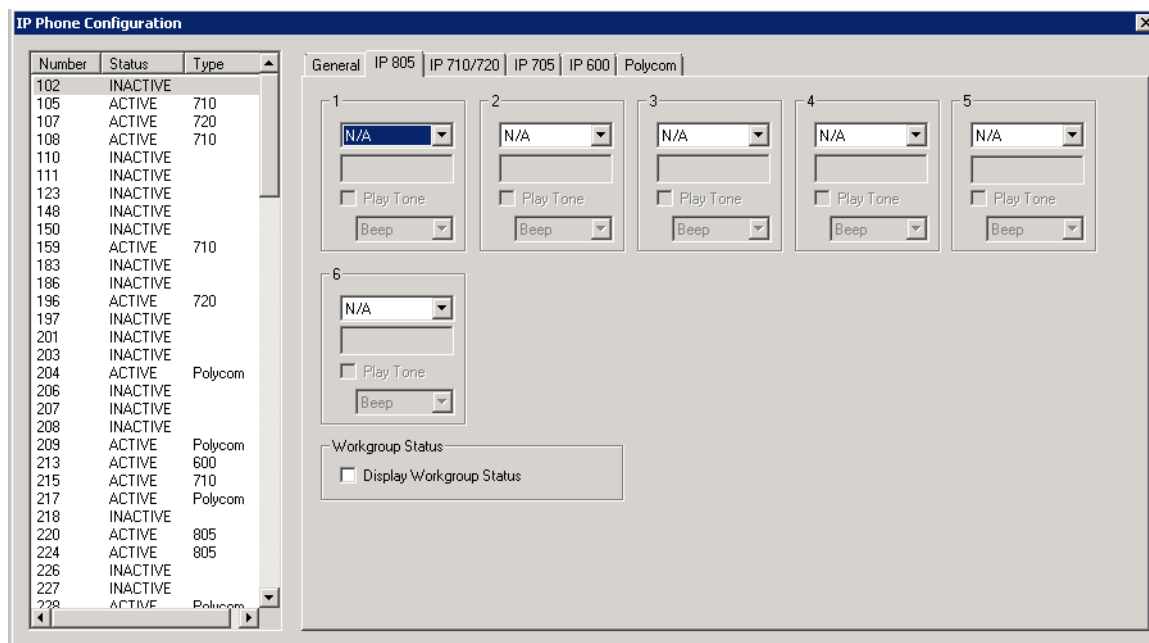 IP Phone Configuration
Number Status Type
102 INACTIVE
105 ACTIVE 710
107 ACTIVE 720
108 ACTIVE 710
110 INACTIVE
111 INACTIVE
123 INACTIVE
148 INACTIVE
150 INACTIVE
159 ACTIVE 710
183 INACTIVE
186 INACTIVE
196 ACTIVE 720
197 INACTIVE
201 INACTIVE
203 INACTIVE
204 ACTIVE Polycom
206 INACTIVE
207 INACTIVE
208 INACTIVE
209 ACTIVE Polycom
213 ACTIVE 600
215 ACTIVE 710
217 ACTIVE Polycom
218 INACTIVE
220 ACTIVE 805
224 ACTIVE 805
226 INACTIVE
227 INACTIVE
228 ACTIVE Polycom
General IP 805 IP 710/720 IP 705 IP 600 Polycom
1 2 3 4 5
N/A N/A N/A N/A N/A
Play Tone Play Tone Play Tone Play Tone Play Tone
Beep Beep Beep Beep Beep
6
N/A
Play Tone
Beep
Workgroup Status
Display Workgroup Status